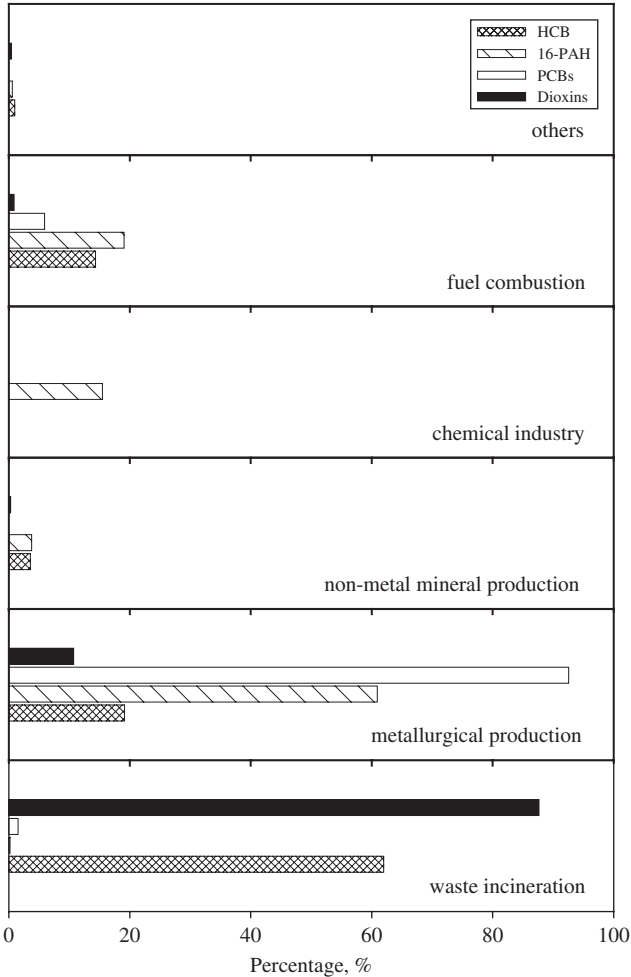 HCB
16-PAH
PCBs
Dioxins
others
fuel combustion
chemical industry
non-metal mineral production
metallurgical production
waste incineration
0 20 40 60 80 100
Percentage, %